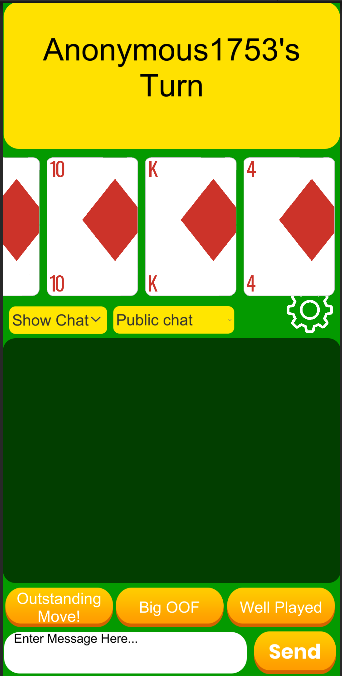 Anonymous1753's
Turn
10
K
4
10
K
4
Show Chat
Public chat
Outstanding
Move!
Big OOF
Well Played
Enter Message Here...
Send